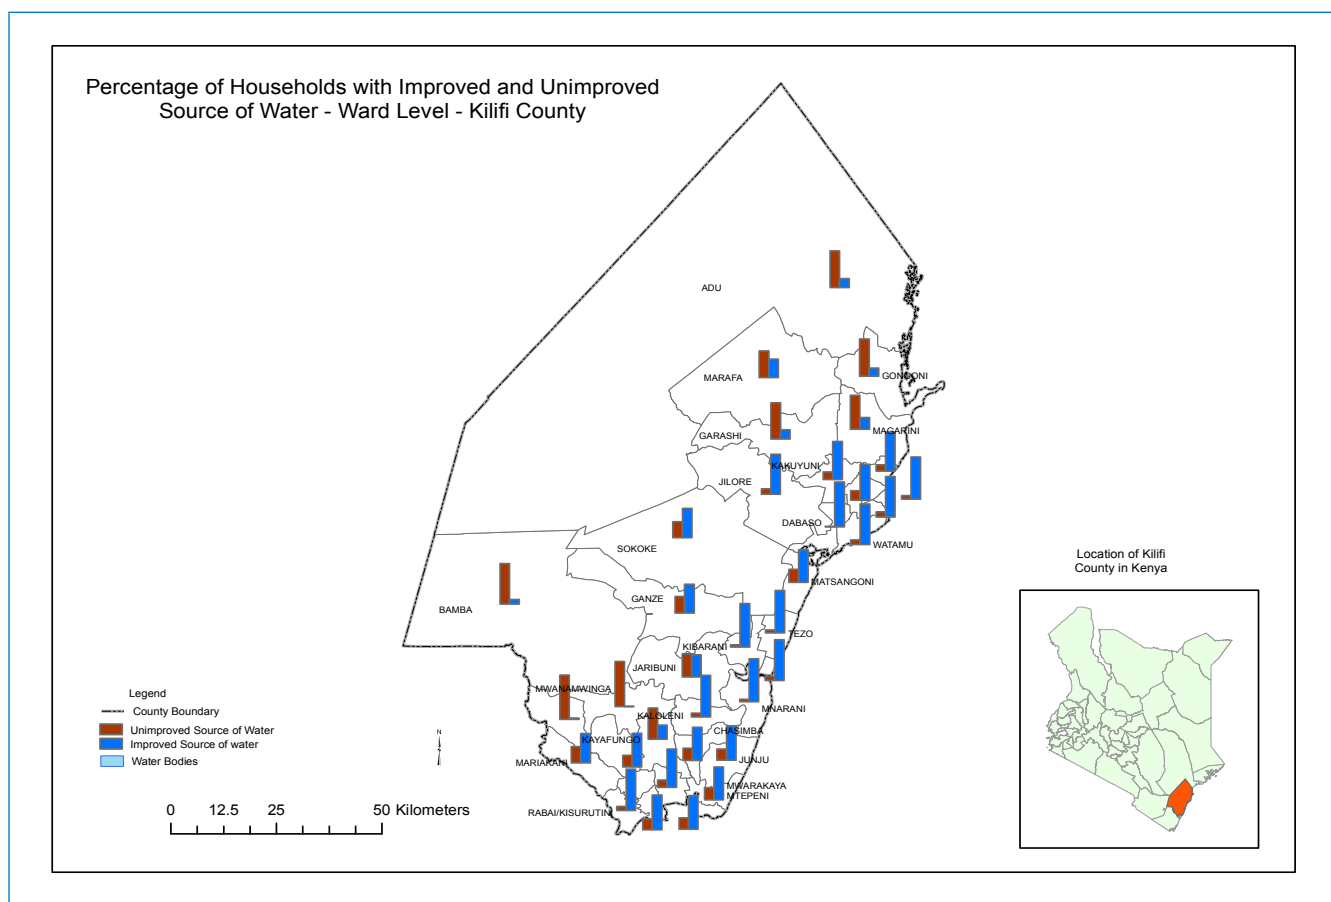 Percentage of Households with Improved and Unimproved
Source of Water - Ward Level - Kilifi County
ADU
MARAFA
GONGONI
GARASHI
MAGARINI
KAKUYUNI
JILORE
DABASO
WATAMU
SOKOKE
MATSANGONI
BAMBA
GANZE
TEZO
KIBARANI
JARIBUNI
MWANAMWINGA
MNARANI
KALOLENI
CHASIMBA
KAYAFUNGO
MARIAKANI
JUNJU
MWARAKAYA
MTEPENI
RABAI/KISURUTIN
Location of Kilifi
County in Kenya
Legend
County Boundary
Unimproved Source of Water
Improved Source of water
Water Bodies
N
0 12.5 25 50 Kilometers